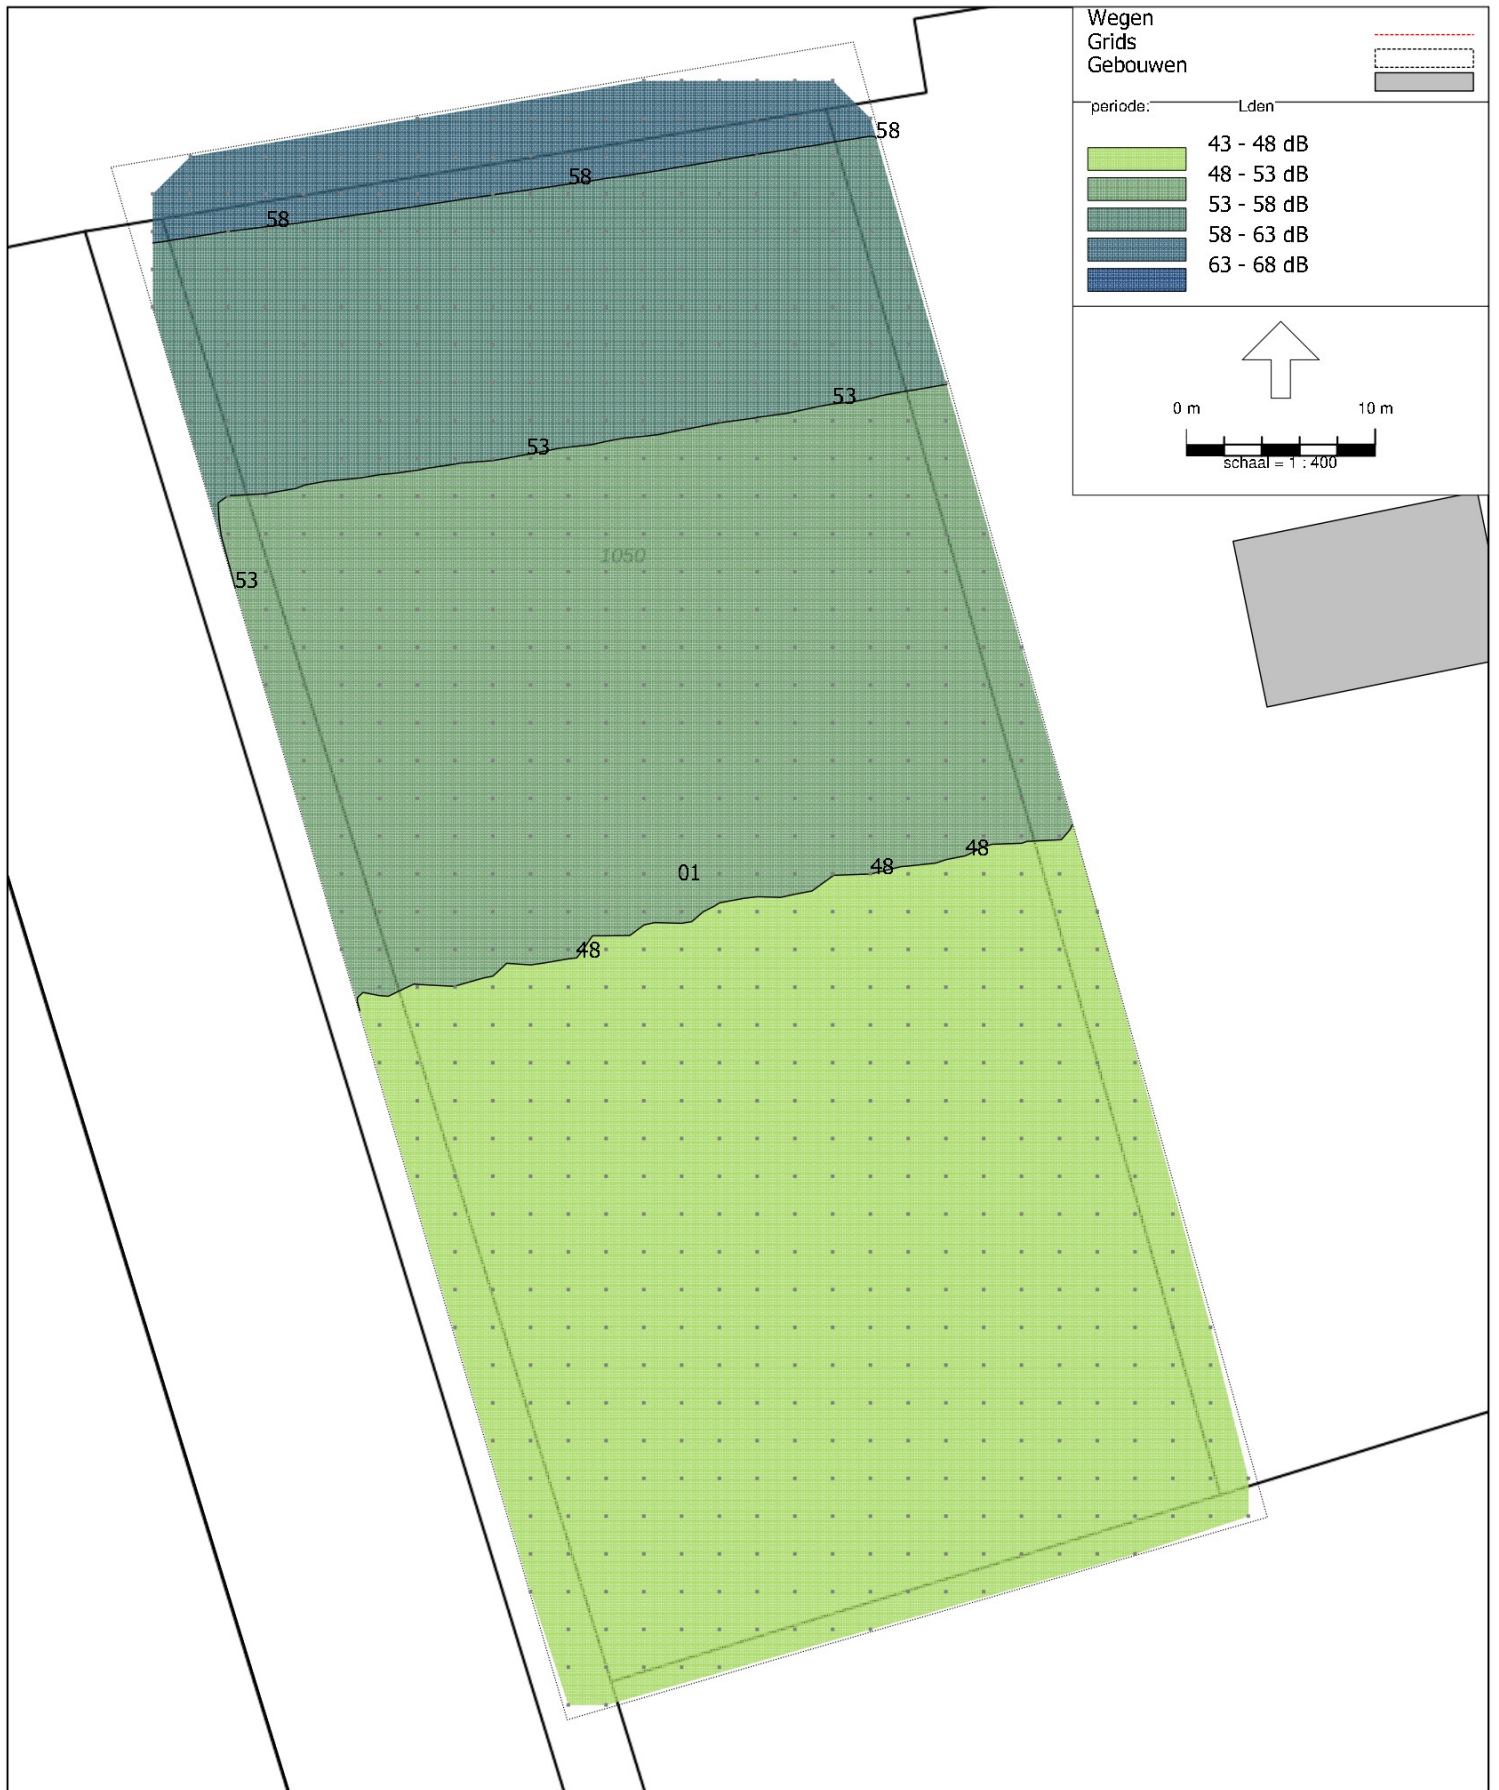 Wegen
Grids
Gebouwen
periode: Lden
43 - 48 dB
48 - 53 dB
53 - 58 dB
58 - 63 dB
63 - 68 dB
0 m 10 m
schaal = 1 : 400
58
58
58
53
53
53
1050
01
48
48
48